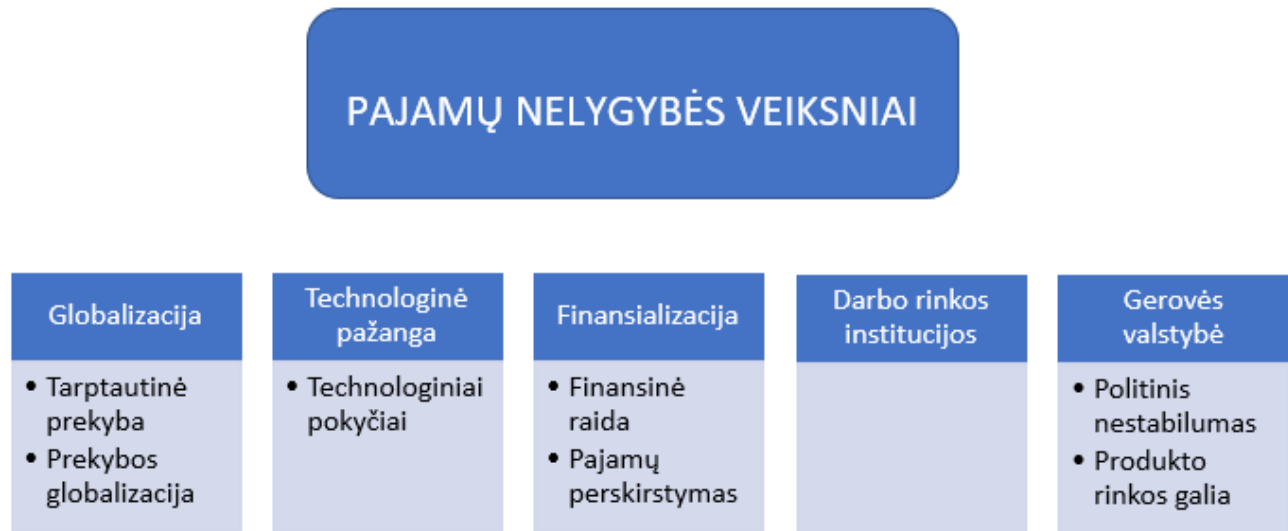 PAJAMŲ NELYGYBĖS VEIKSNIAI
Globalizacija
• Tarptautinė
prekyba
• Prekybos
globalizacija
Technologinė
pažanga
• Technologiniai
pokyčiai
Finansializacija
• Finansinė
raida
• Pajamų
perskirstymas
Darbo rinkos
institucijos
Gerovės
valstybė
• Politinis
nestabilumas
• Produkto
rinkos galia